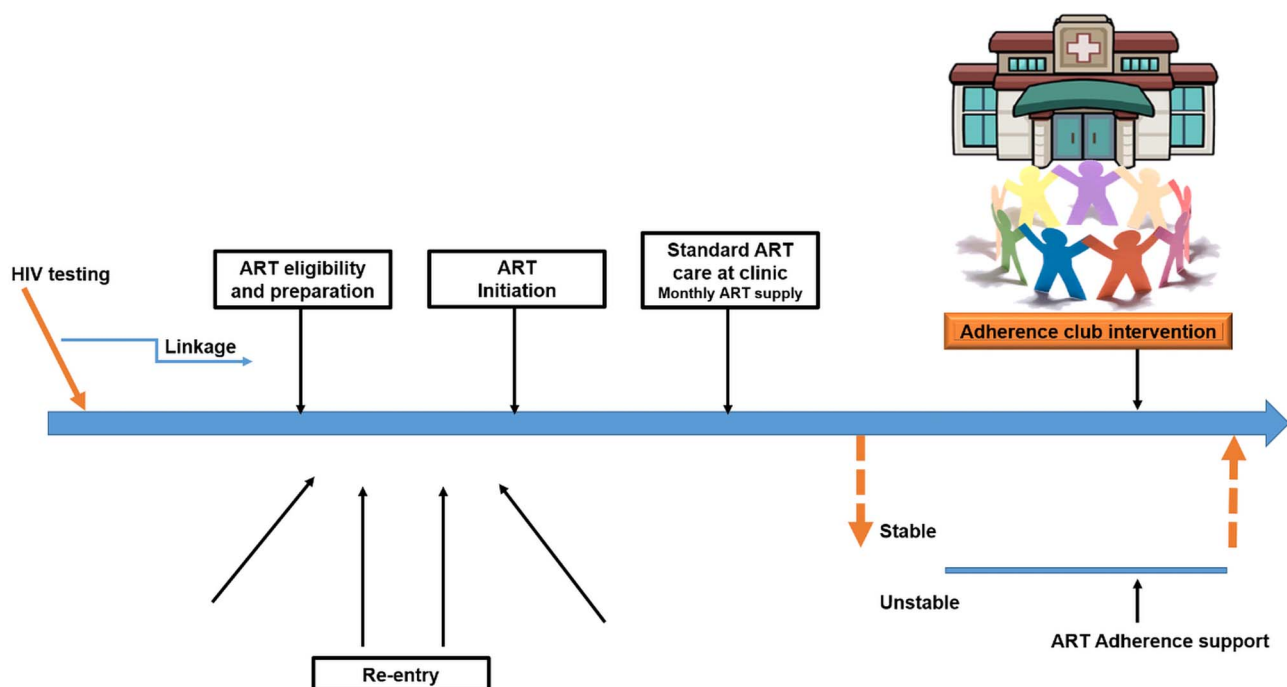 HIV testing
Linkage
ART eligibility
and preparation
ART
Initiation
Standard ART
care at clinic
Monthly ART supply
Adherence club intervention
Stable
Unstable
ART Adherence support
Re-entry